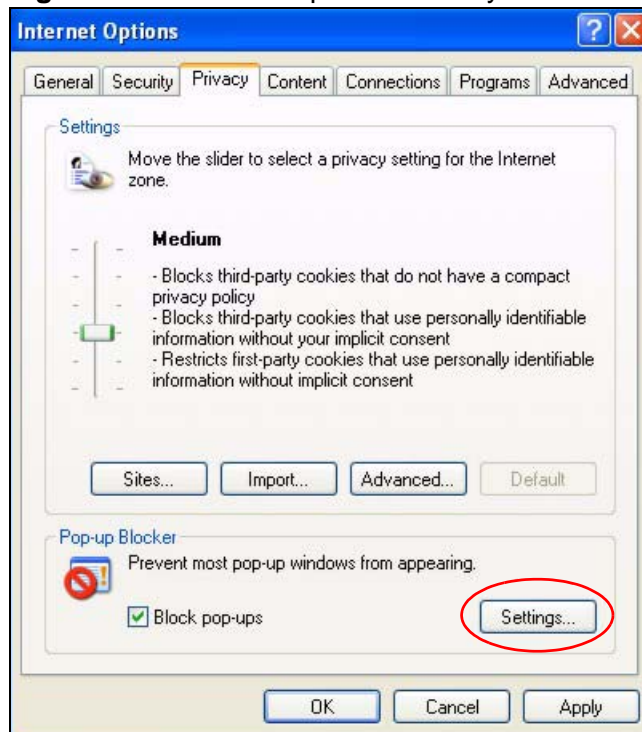 Internet Options
General Security Privacy Content Connections Programs Advanced
Settings
Move the slider to select a privacy setting for the Internet
zone.
Medium
- Blocks third-party cookies that do not have a compact
privacy policy
- Blocks third-party cookies that use personally identifiable
information without your implicit consent
- Restricts first-party cookies that use personally identifiable
information without implicit consent
Sites... Import... Advanced... Default
Pop-up Blocker
Prevent most pop-up windows from appearing.
Block pop-ups
Settings...
OK Cancel Apply